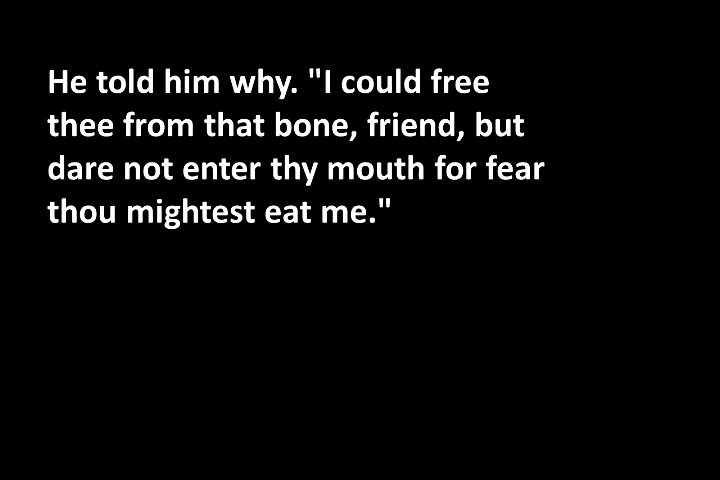 He told him why. "I could free
thee from that bone, friend, but
dare not enter thy mouth for fear
thou mightest eat me."